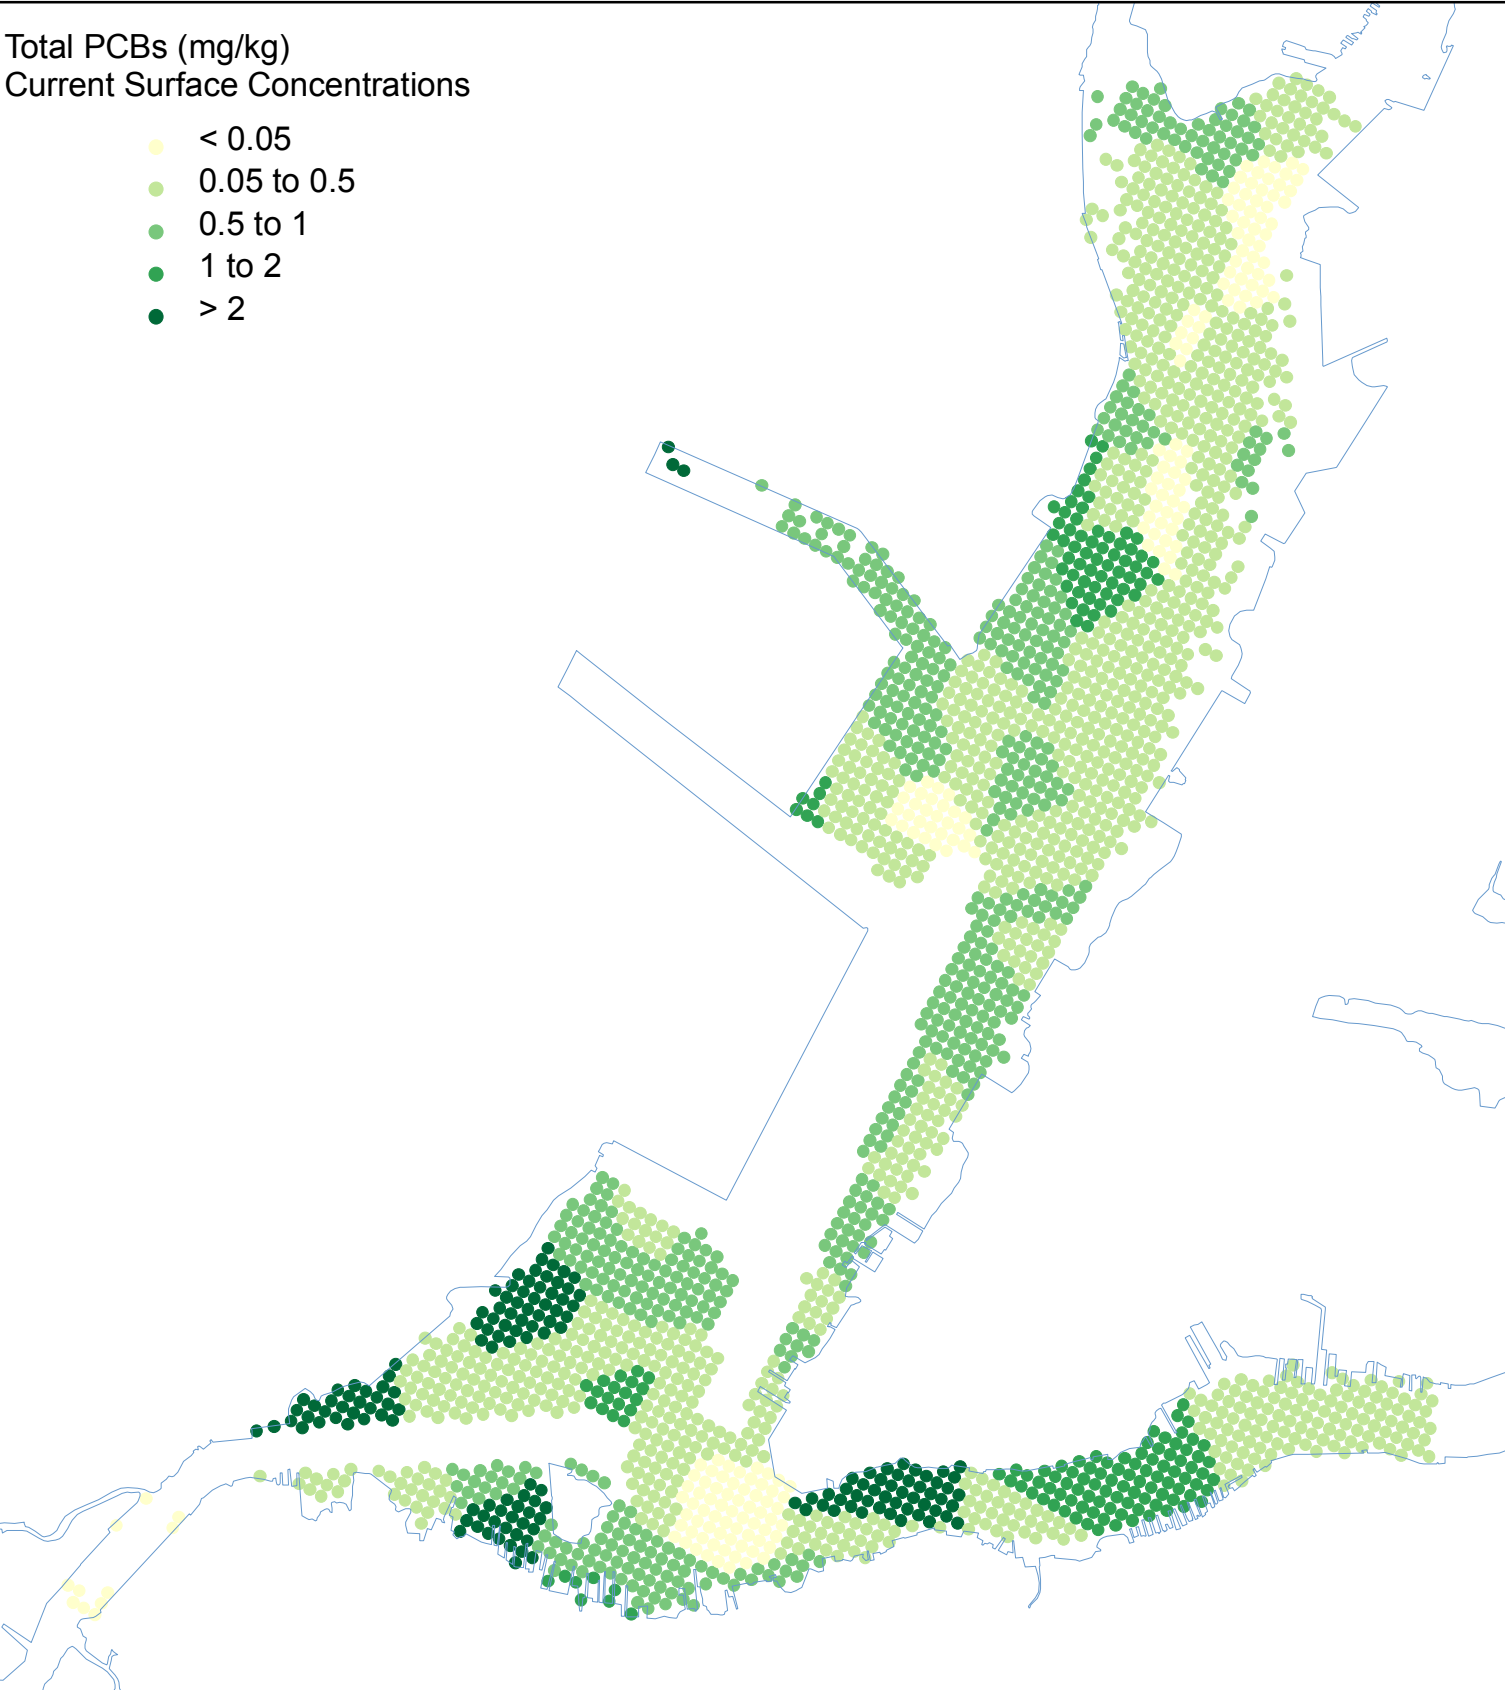 Total PCBs (mg/kg)
Current Surface Concentrations
< 0.05
0.05 to 0.5
0.5 to 1
1 to 2
> 2